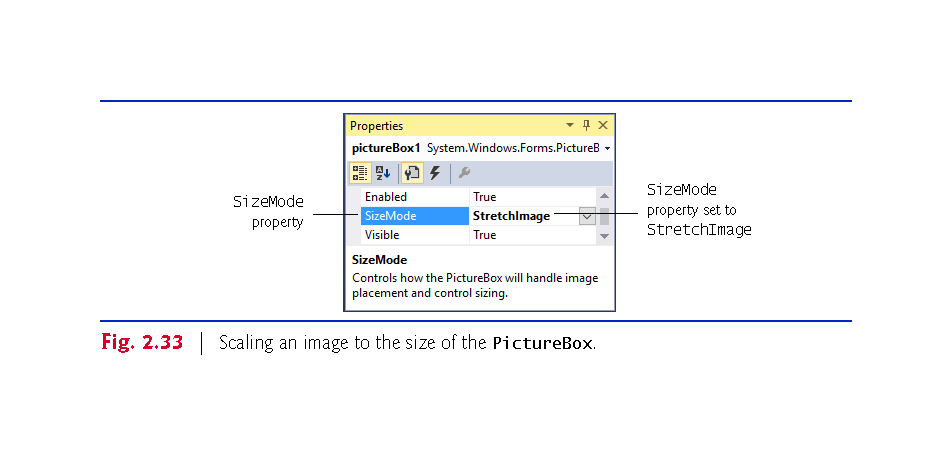 Properties
pictureBox1 System.Windows.Forms.PictureB
Enabled True
SizeMode StretchImage
Visible True
SizeMode
Controls how the PictureBox will handle image
placement and control sizing.
SizeMode
property
SizeMode
property set to
StretchImage
Fig. 2.33 | Scaling an image to the size of the PictureBox.